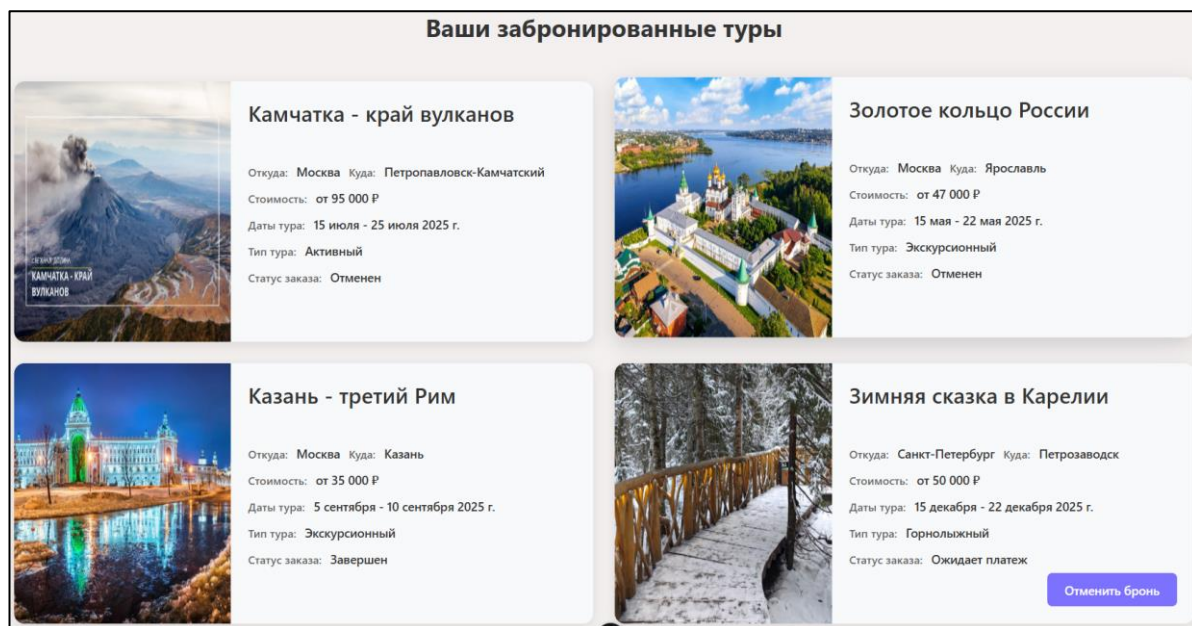 Ваши забронированные туры
Камчатка - край вулканов
Откуда: Москва Куда: Петропавловск-Камчатский
Стоимость: от 95 000 ₽
Даты тура: 15 июля - 25 июля 2025 г.
Тип тура: Активный
Статус заказа: Отменен
КАМЧАТКА - КРАЙ
ВУЛКАНОВ
Золотое кольцо России
Откуда: Москва Куда: Ярославль
Стоимость: от 47 000 ₽
Даты тура: 15 мая - 22 мая 2025 г.
Тип тура: Экскурсионный
Статус заказа: Отменен
Казань - третий Рим
Откуда: Москва Куда: Казань
Стоимость: от 35 000 ₽
Даты тура: 5 сентября - 10 сентября 2025 г.
Тип тура: Экскурсионный
Статус заказа: Завершен
Зимняя сказка в Карелии
Откуда: Санкт-Петербург Куда: Петрозаводск
Стоимость: от 50 000 ₽
Даты тура: 15 декабря - 22 декабря 2025 г.
Тип тура: Горнолыжный
Статус заказа: Ожидает платеж
Отменить бронь